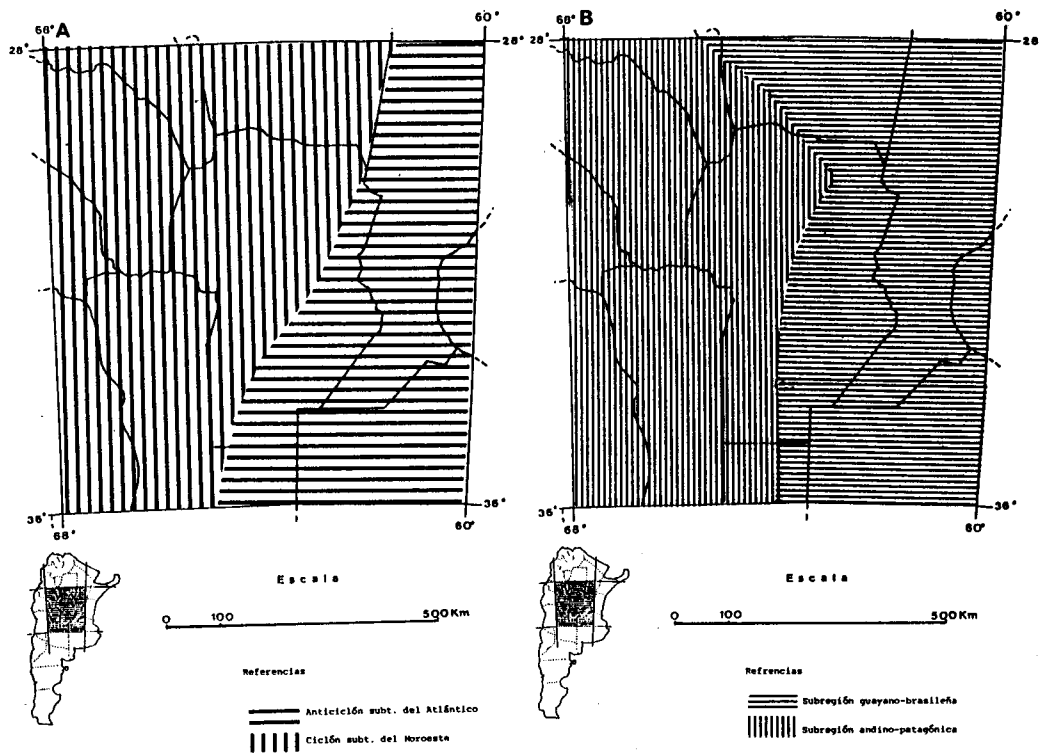 A
68°
60°
28°
28°
36°
36°
68°
60°
Escala
0 100 500Km
Referencias
Anticiclón subt. del Atlántico
Ciclón subt. del Noroeste
B
68°
60°
28°
28°
36°
36°
68°
60°
Escala
0 100 500Km
Refrencias
Subregión guayano-brasileña
Subregión andino-patagónica